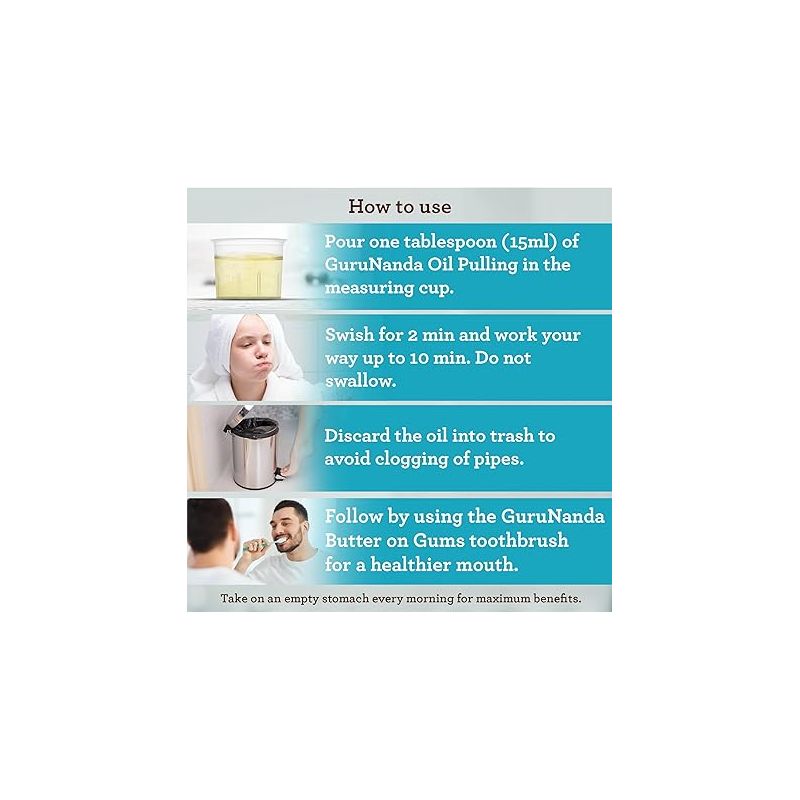 How to use
Pour one tablespoon (15ml) of
GuruNanda Oil Pulling in the
measuring cup.
Swish for 2 min and work your
way up to 10 min. Do not
swallow.
Discard the oil into trash to
avoid clogging of pipes.
Follow by using the GuruNanda
Butter on Gums toothbrush
for a healthier mouth.
Take on an empty stomach every morning for maximum benefits.